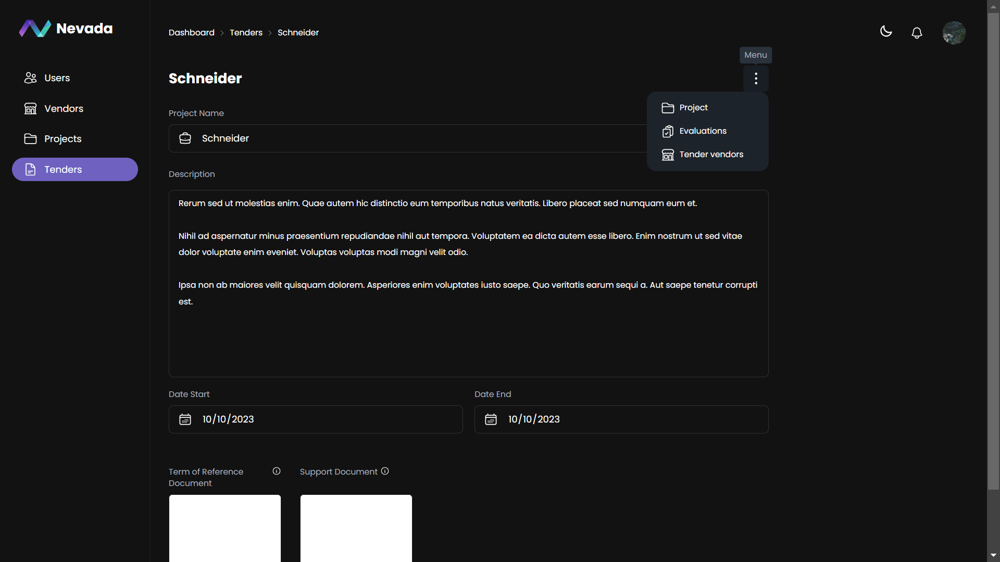 Nevada
Dashboard
Tenders
Schneider
Menu
Users
Vendors
Projects
Tenders
Schneider
Project
Evaluations
Tender vendors
Project Name
Schneider
Description
Rerum sed ut molestias enim. Quae autem hic distinctio eum temporibus natus veritatis. Libero placeat sed numquam eum et.
Nihil ad aspernatur minus praesentium repudiandae nihil aut tempora. Voluptatem ea dicta autem esse libero. Enim nostrum ut sed vitae
dolor voluptate enim eveniet. Voluptas voluptas modi magni velit odio.
Ipsa non ab maiores velit quisquam dolorem. Asperiores enim voluptates iusto saepe. Quo veritatis earum sequi a. Aut saepe tenetur corrupti
est.
Date Start
Date End
10/10/2023
10/10/2023
Term of Reference
Document
Support Document